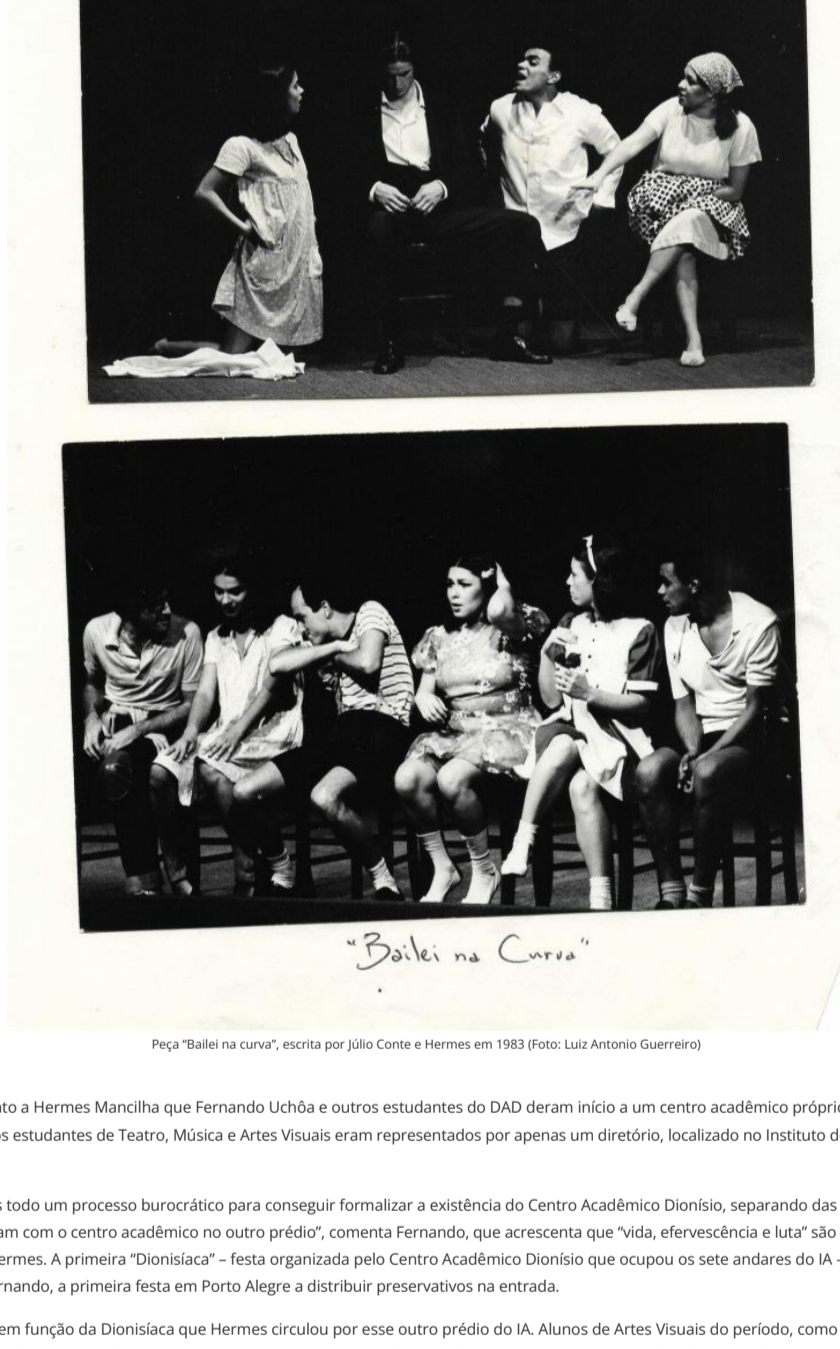 "Bailei na Curva"
Peça “Bailei na curva”, escrita por Júlio Conte e Hermes em 1983 (Foto: Luiz Antonio Guerreiro)
a Hermes Mancilha que Fernando Uchôa e outros estudantes do DAD deram início a um centro acadêmico
estudantes de Teatro, Música e Artes Visuais eram representados por apenas um diretório, localizado no Instituto
todo um processo burocrático para conseguir formalizar a existência do Centro Acadêmico Dionísio, separando das
com o centro acadêmico no outro prédio”, comenta Fernando, que acrescenta que “vida, efervescência e luta” são
A primeira “Dionisíaca” – festa organizada pelo Centro Acadêmico Dionísio que ocupou os sete andares do IA -
a primeira festa em Porto Alegre a distribuir preservativos na entrada.
em função da Dionisíaca que Hermes circulou por esse outro prédio do IA. Alunos de Artes Visuais do período, como